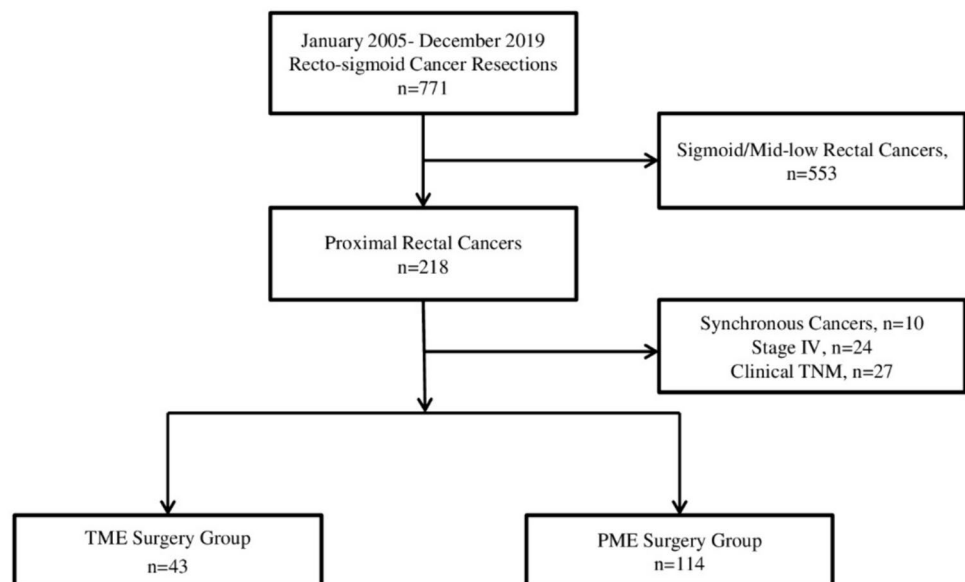 January 2005- December 2019
Recto-sigmoid Cancer Resections
n=771
Sigmoid/Mid-low Rectal Cancers,
n=553
Proximal Rectal Cancers
n=218
Synchronous Cancers, n=10
Stage IV, n=24
Clinical TNM, n=27
TME Surgery Group
n=43
PME Surgery Group
n=114